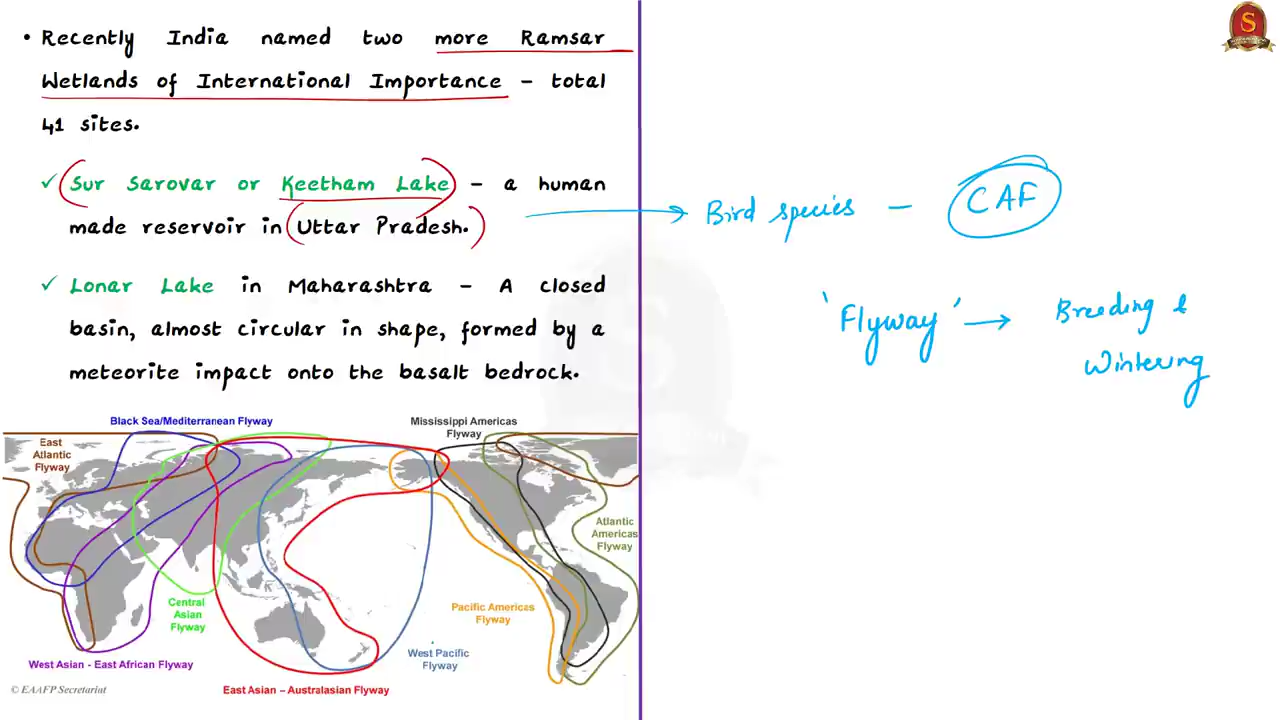 • Recently India named two more Ramsar
Wetlands of International Importance – total
41 sites.
✓ Sur Sarovar or Keetham Lake – a human
made reservoir in Uttar Pradesh.
✓ Lonar Lake in Maharashtra – A closed
basin, almost circular in shape, formed by a
meteorite impact onto the basalt bedrock.
Bird species – CAF
'Flyway' → Breeding &
Wintering
Black Sea/Mediterranean Flyway
Mississippi Americas
Flyway
East
Atlantic
Flyway
Atlantic
Americas
Flyway
Central
Asian
Flyway
Pacific Americas
Flyway
West Pacific
Flyway
West Asian - East African Flyway
East Asian – Australasian Flyway
© EAAFP Secretariat
S